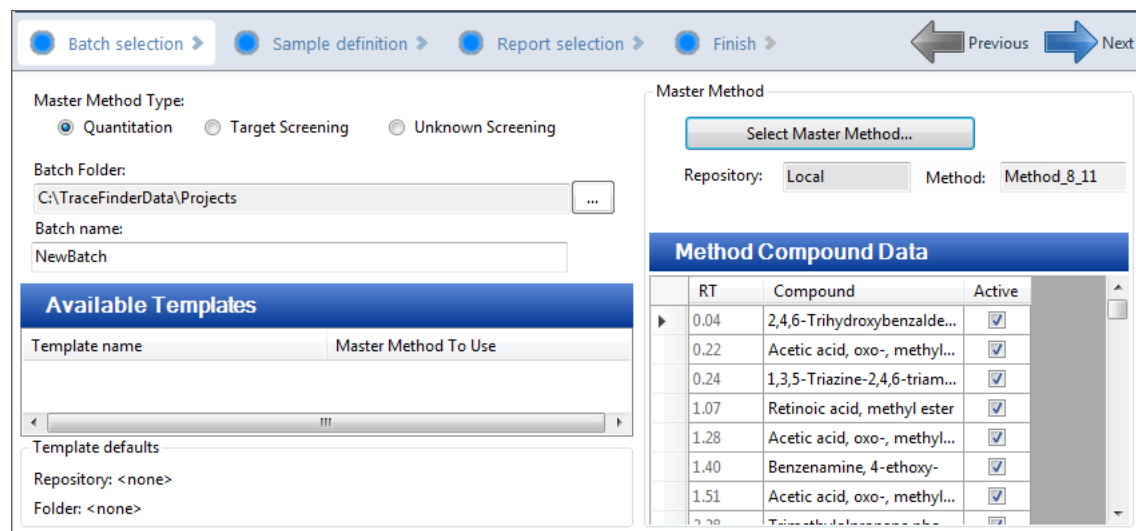 Batch selection Sample definition Report selection Finish Previous Next
Master Method Type:
Quantitation Target Screening Unknown Screening
Batch Folder:
C:\TraceFinderData\Projects ...
Batch name:
NewBatch
Available Templates
Template name Master Method To Use
Template defaults
Repository: <none>
Folder: <none>
Master Method
Select Master Method...
Repository: Local Method: Method_8_11
Method Compound Data
RT Compound Active
0.04 2,4,6-Trihydroxybenzalde...
0.22 Acetic acid, oxo-, methyl...
0.24 1,3,5-Triazine-2,4,6-triam...
1.07 Retinoic acid, methyl ester
1.28 Acetic acid, oxo-, methyl...
1.40 Benzenamine, 4-ethoxy-
1.51 Acetic acid, oxo-, methyl...